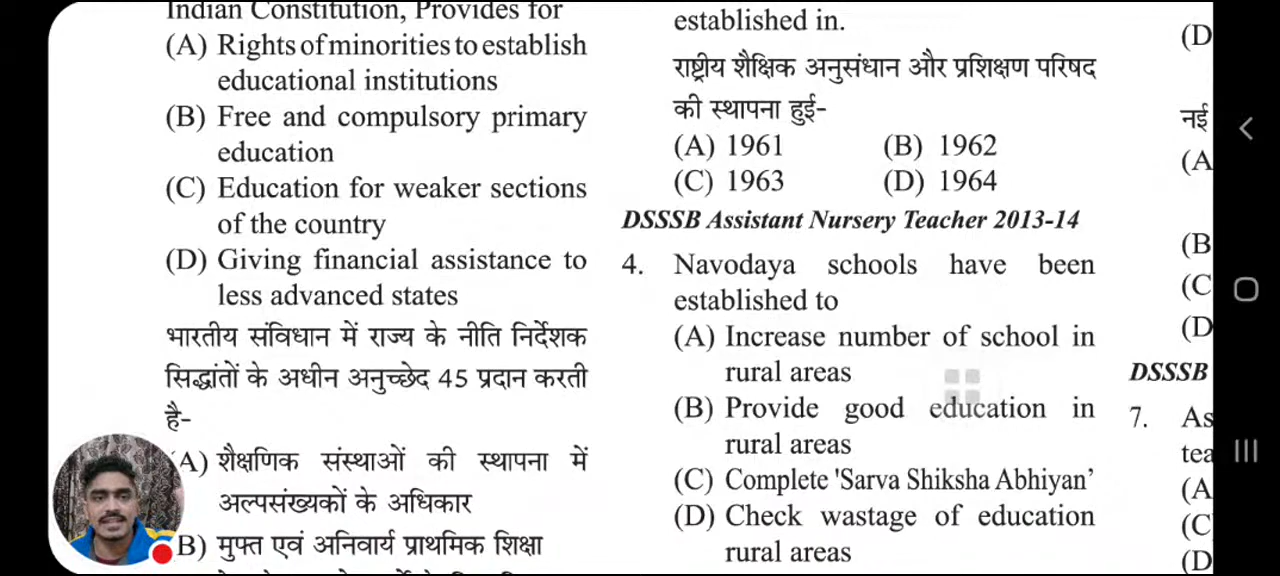 Indian Constitution, Provides for
(A) Rights of minorities to establish
educational institutions
(B) Free and compulsory primary
education
(C) Education for weaker sections
of the country
(D) Giving financial assistance to
less advanced states
भारतीय संविधान में राज्य के नीति निर्देशक
सिद्धांतों के अधीन अनुच्छेद 45 प्रदान करती
है-
A) शैक्षणिक संस्थाओं की स्थापना में
अल्पसंख्यकों के अधिकार
B) मुफ्त एवं अनिवार्य प्राथमिक शिक्षा
established in.
राष्ट्रीय शैक्षिक अनुसंधान और प्रशिक्षण परिषद
की स्थापना हुई-
(A) 1961 (B) 1962
(C) 1963 (D) 1964
DSSSB Assistant Nursery Teacher 2013-14
4. Navodaya schools have been
established to
(A) Increase number of school in
rural areas
(B) Provide good education in
rural areas
(C) Complete 'Sarva Shiksha Abhiyan’
(D) Check wastage of education
rural areas
(D
नई
(A
(B
(C
(D
DSSSB
7. As
tea
(A
(C
(D